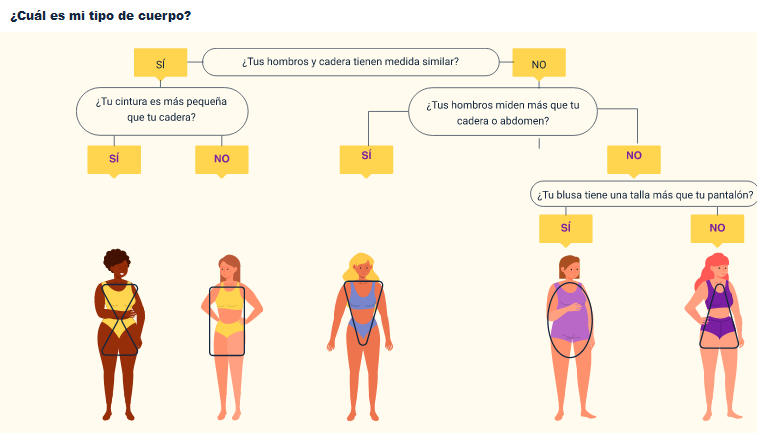 ¿Cuál es mi tipo de cuerpo?
SÍ
¿Tus hombros y cadera tienen medida similar?
NO
¿Tu cintura es más pequeña
que tu cadera?
¿Tus hombros miden más que tu
cadera o abdomen?
SÍ
NO
SÍ
NO
¿Tu blusa tiene una talla más que tu pantalón?
SÍ
NO